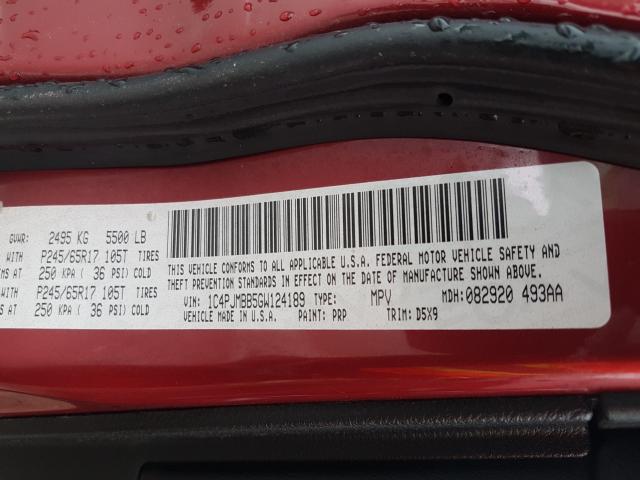 GVWR: 2495 KG 5500 LB
WITH P245/65R17 105T TIRES
MS AT 250 KPA ( 36 PSI) COLD
WITH P245/65R17 105T TIRES
MS AT 250 KPA ( 36 PSI) COLD
THIS VEHICLE CONFORMS TO ALL APPLICABLE U.S.A. FEDERAL MOTOR VEHICLE SAFETY AND
THEFT PREVENTION STANDARDS IN EFFECT ON THE DATE OF MANUFACTURE SHOWN ABOVE.
VIN: 1C4PJMBB5GW124189 TYPE: MPV MDH: 082920 493AA
VEHICLE MADE IN U.S.A. PAINT: PRP TRIM: D5X9